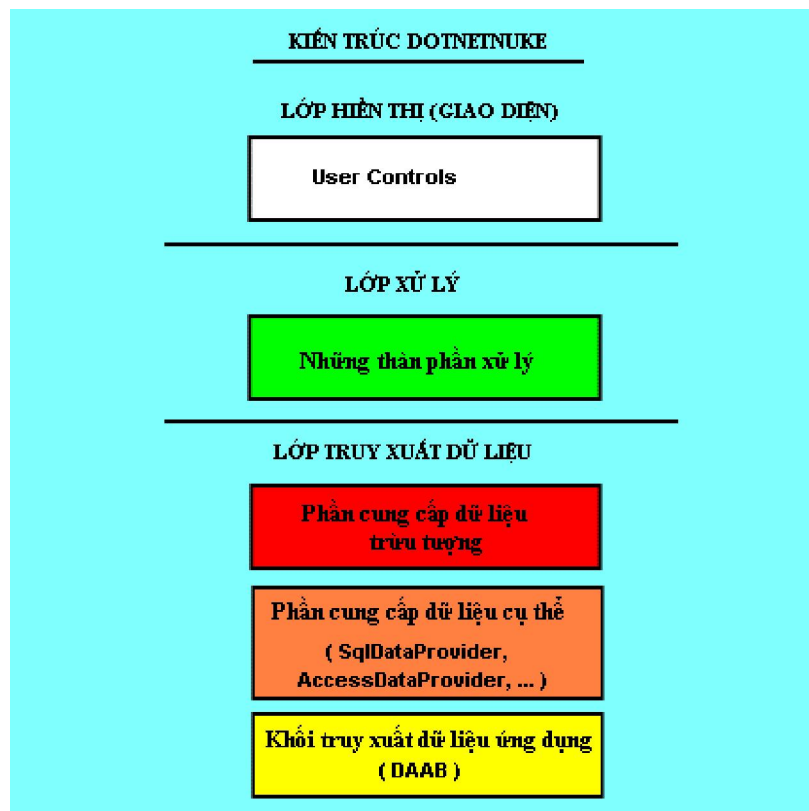 KIẾN TRÚC DOTNETNUKE
LỚP HIỂN THỊ (GIAO DIỆN)
User Controls
LỚP XỬ LÝ
Những thàn phần xử lý
LỚP TRUY XUẤT DỮ LIỆU
Phần cung cấp dữ liệu
trừu tượng
Phần cung cấp dữ liệu cụ thể
( SqlDataProvider,
AccessDataProvider, ... )
Khối truy xuất dữ liệu ứng dụng
( DAAB )